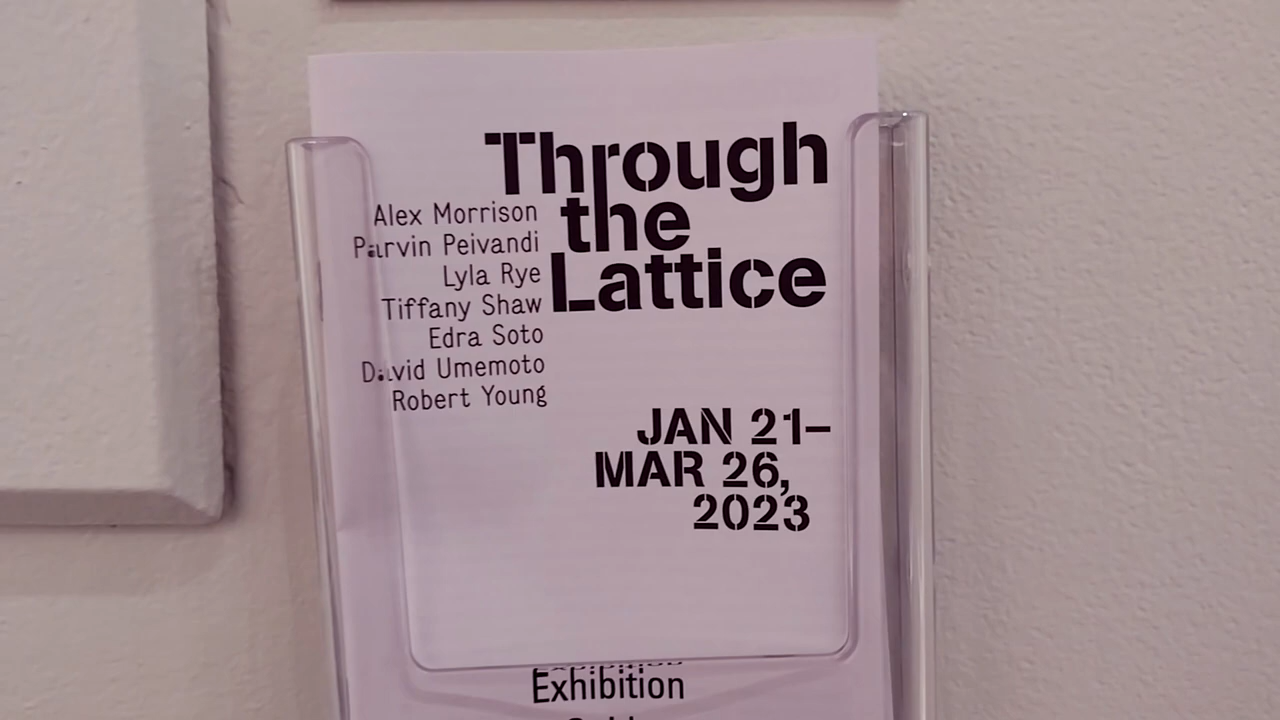 Through
the
Lattice
Alex Morrison
Parvin Peivandi
Lyla Rye
Tiffany Shaw
Edra Soto
David Umemoto
Robert Young
JAN 21–
MAR 26,
2023
Exhibition